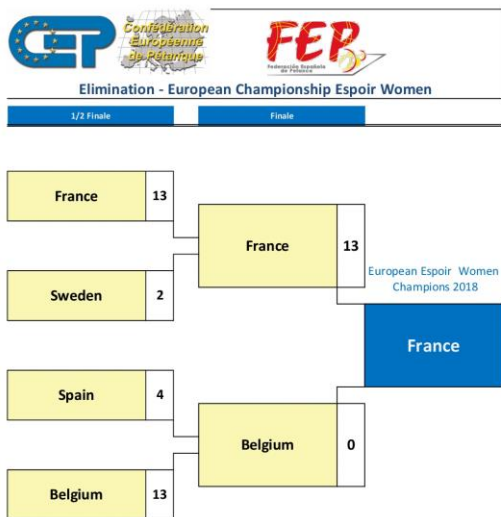 CEP
Confédération
Européenne
de Pétanque
FEP
Federación Española
de Petanca
Elimination - European Championship Espoir Women
1/2 Finale
Finale
France
13
Sweden
2
Spain
4
Belgium
13
France
13
Belgium
0
European Espoir Women
Champions 2018
France